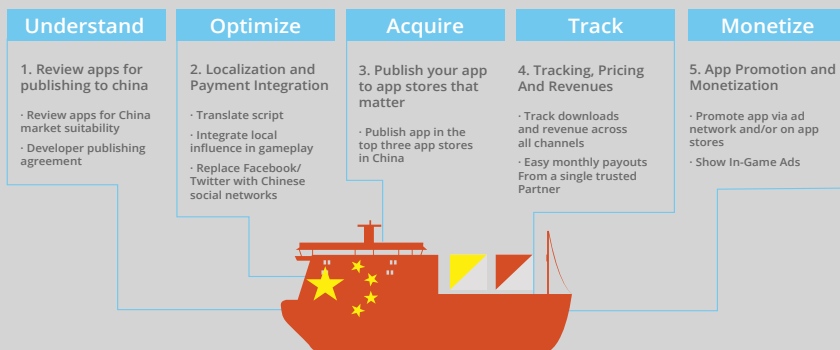 Understand
1. Review apps for
publishing to china
· Review apps for China
market suitability
· Developer publishing
agreement
Optimize
2. Localization and
Payment Integration
· Translate script
· Integrate local
influence in gameplay
· Replace Facebook/
Twitter with Chinese
social networks
Acquire
3. Publish your app
to app stores that
matter
· Publish app in the
top three app stores
in China
Track
4. Tracking, Pricing
And Revenues
· Track downloads
and revenue across
all channels
· Easy monthly payouts
From a single trusted
Partner
Monetize
5. App Promotion and
Monetization
· Promote app via ad
network and/or on app
stores
· Show In-Game Ads